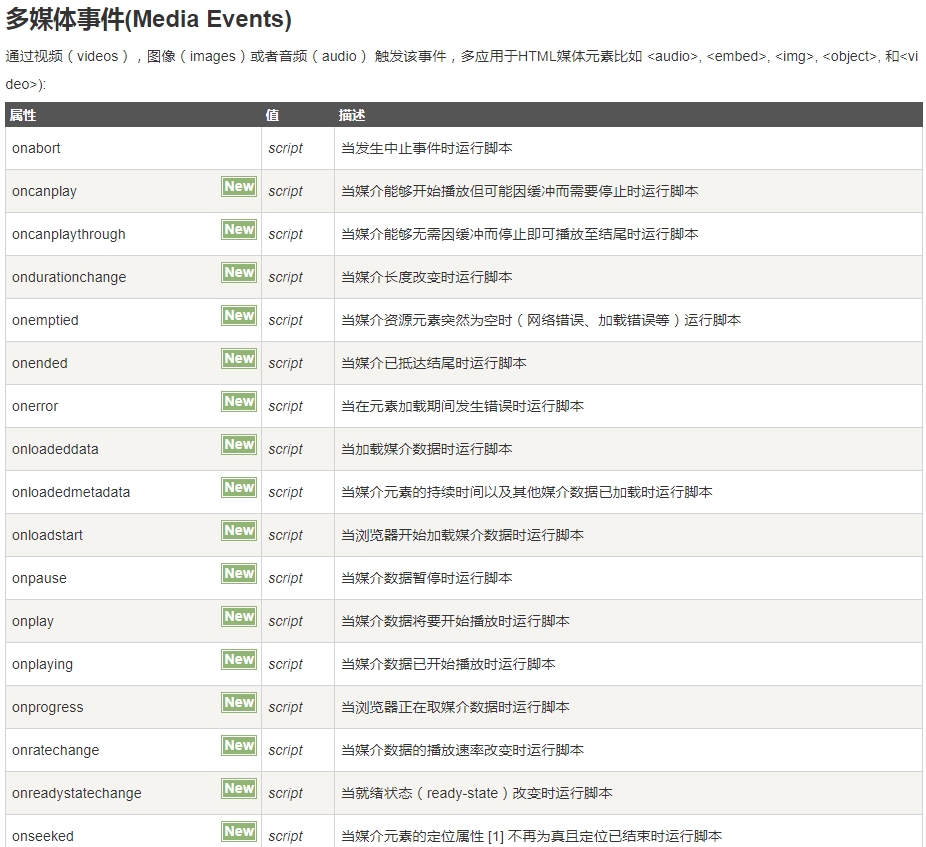 多媒体事件(Media Events)
通过视频（videos），图像（images）或者音频（audio） 触发该事件，多应用于HTML媒体元素比如 <audio>, <embed>, <img>, <object>, 和<vi
deo>):
属性 值 描述
onabort script 当发生中止事件时运行脚本
oncanplay New script 当媒介能够开始播放但可能因缓冲而需要停止时运行脚本
oncanplaythrough New script 当媒介能够无需因缓冲而停止即可播放至结尾时运行脚本
ondurationchange New script 当媒介长度改变时运行脚本
onemptied New script 当媒介资源元素突然为空时（网络错误、加载错误等）运行脚本
onended New script 当媒介已抵达结尾时运行脚本
onerror New script 当在元素加载期间发生错误时运行脚本
onloadeddata New script 当加载媒介数据时运行脚本
onloadedmetadata New script 当媒介元素的持续时间以及其他媒介数据已加载时运行脚本
onloadstart New script 当浏览器开始加载媒介数据时运行脚本
onpause New script 当媒介数据暂停时运行脚本
onplay New script 当媒介数据将要开始播放时运行脚本
onplaying New script 当媒介数据已开始播放时运行脚本
onprogress New script 当浏览器正在取媒介数据时运行脚本
onratechange New script 当媒介数据的播放速率改变时运行脚本
onreadystatechange New script 当就绪状态（ready-state）改变时运行脚本
onseeked New script 当媒介元素的定位属性 [1] 不再为真且定位已结束时运行脚本